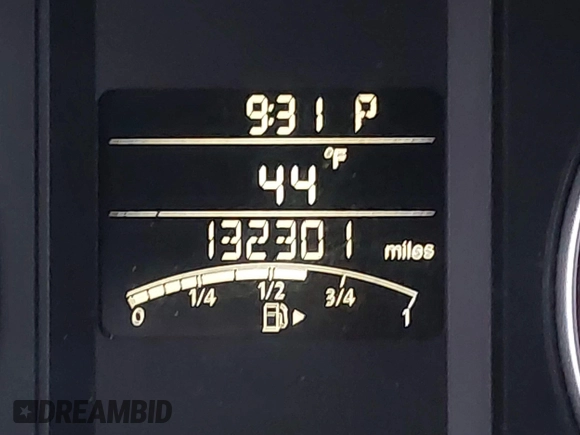 9:31 P
44 °F
132301 miles
0 1/4 1/2 3/4 1
DREAMBID